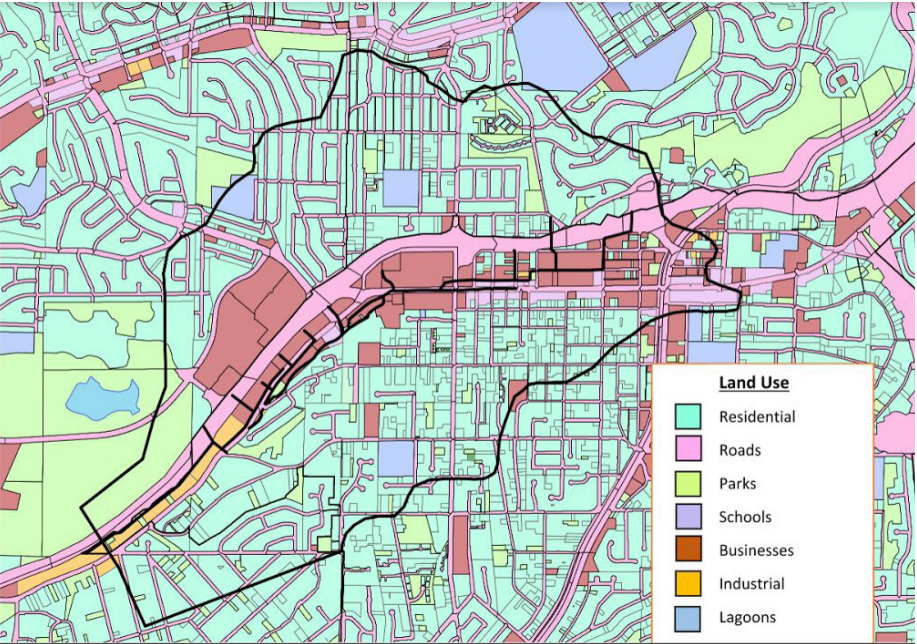 Land Use
Residential
Roads
Parks
Schools
Businesses
Industrial
Lagoons